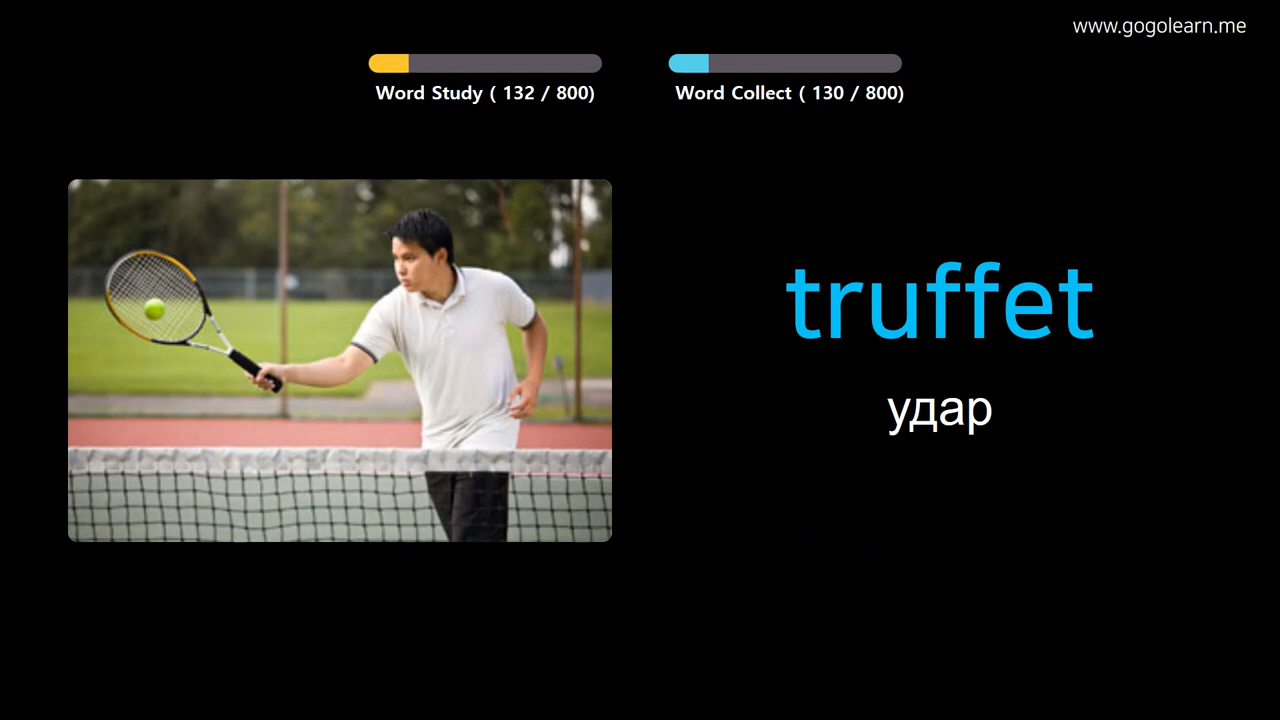 www.gogolearn.me
Word Study ( 132 / 800)
Word Collect ( 130 / 800)
truffet
удар